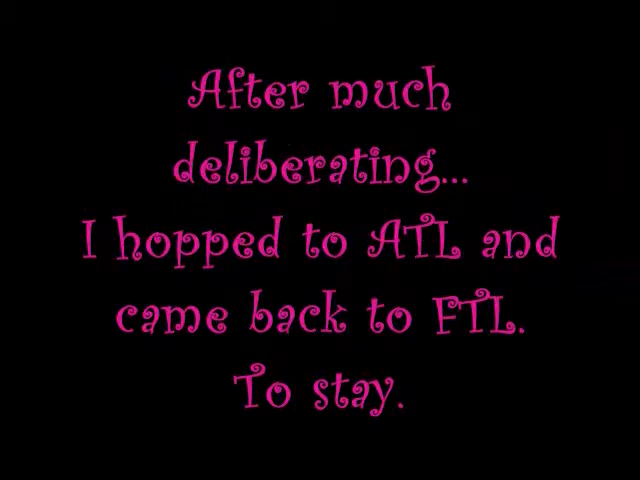 After much
deliberating...
I hopped to ATL and
came back to FTL.
To stay.